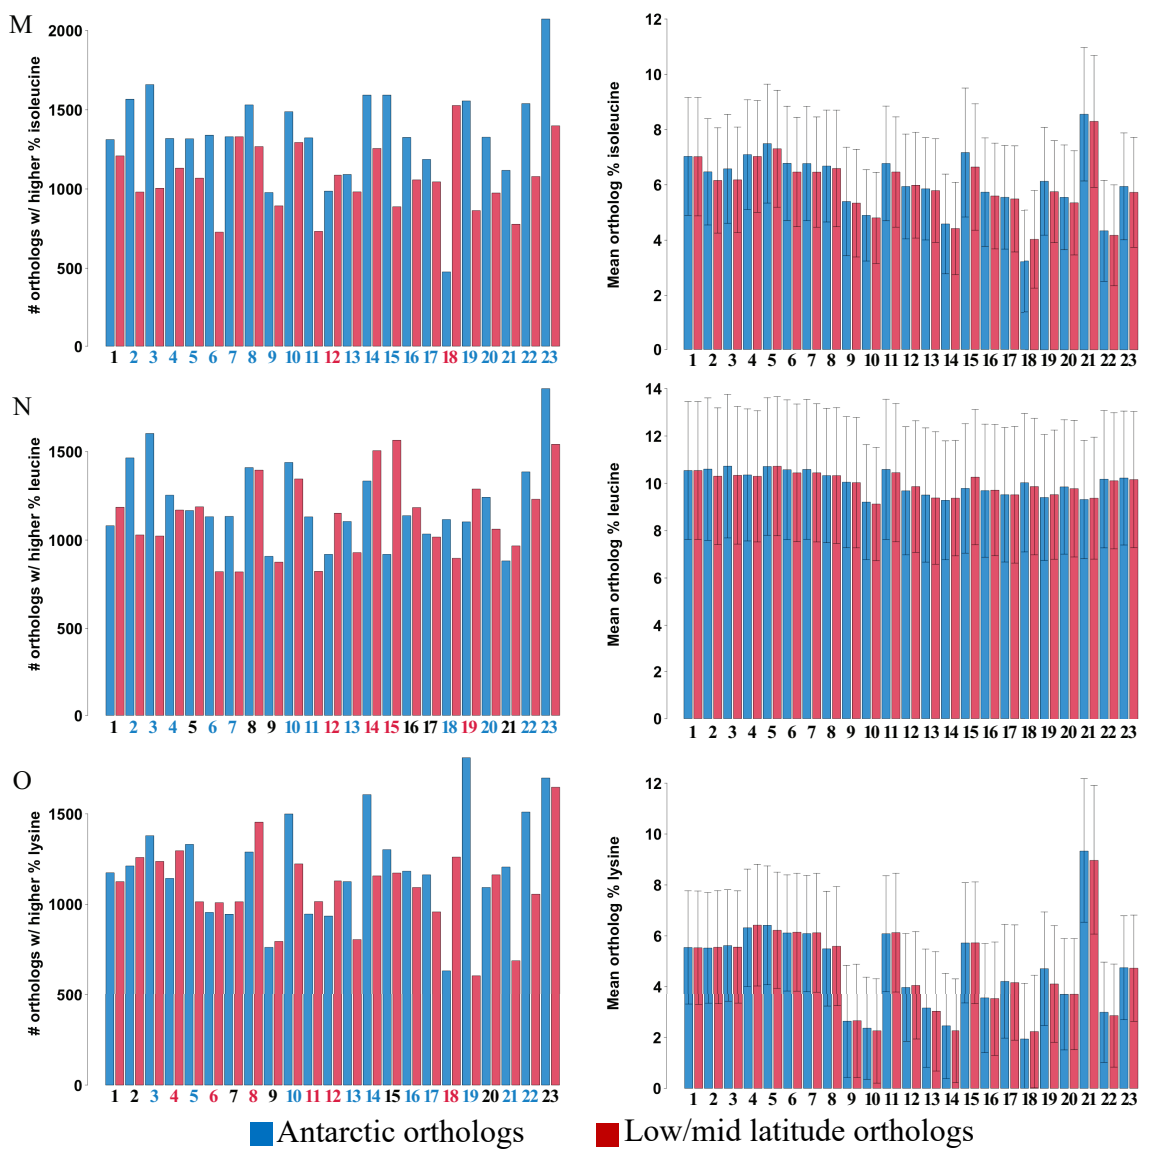 M
# orthologs w/ higher % isoleucine
2000
1500
1000
500
0
1 2 3 4 5 6 7 8 9 10 11 12 13 14 15 16 17 18 19 20 21 22 23
Mean ortholog % isoleucine
12
10
8
6
4
2
0
1 2 3 4 5 6 7 8 9 10 11 12 13 14 15 16 17 18 19 20 21 22 23
N
# orthologs w/ higher % leucine
1500
1000
500
0
1 2 3 4 5 6 7 8 9 10 11 12 13 14 15 16 17 18 19 20 21 22 23
Mean ortholog % leucine
14
12
10
8
6
4
2
0
1 2 3 4 5 6 7 8 9 10 11 12 13 14 15 16 17 18 19 20 21 22 23
O
# orthologs w/ higher % lysine
1500
1000
500
0
1 2 3 4 5 6 7 8 9 10 11 12 13 14 15 16 17 18 19 20 21 22 23
Mean ortholog % lysine
12
10
8
6
4
2
0
1 2 3 4 5 6 7 8 9 10 11 12 13 14 15 16 17 18 19 20 21 22 23
Antarctic orthologs
Low/mid latitude orthologs